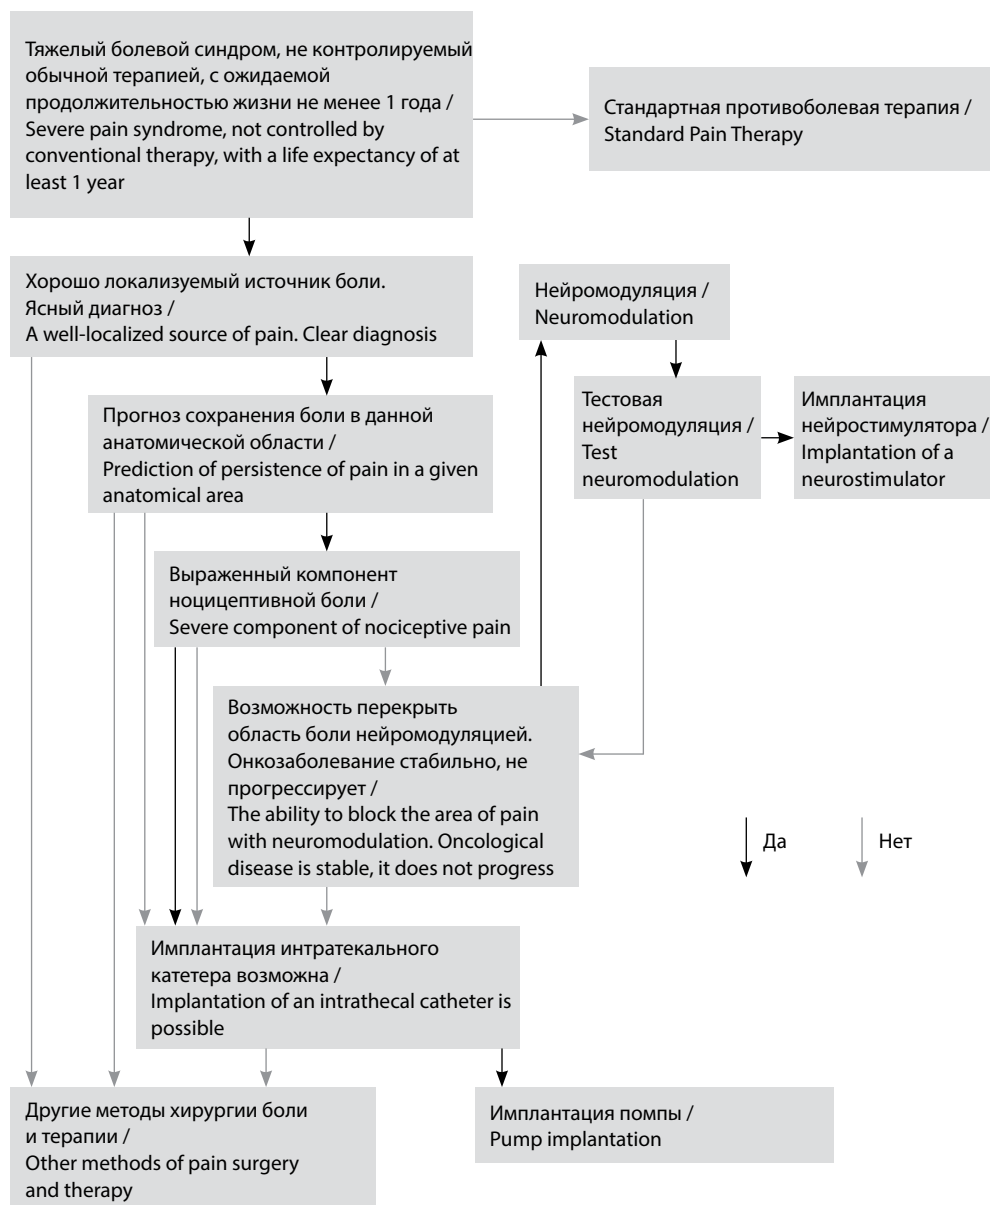 Тяжелый болевой синдром, не контролируемый
обычной терапией, с ожидаемой
продолжительностью жизни не менее 1 года /
Severe pain syndrome, not controlled by
conventional therapy, with a life expectancy of at
least 1 year
Стандартная противоболевая терапия /
Standard Pain Therapy
Хорошо локализуемый источник боли.
Ясный диагноз /
A well-localized source of pain. Clear diagnosis
Нейромодуляция /
Neuromodulation
Прогноз сохранения боли в данной
анатомической области /
Prediction of persistence of pain in a given
anatomical area
Тестовая
нейромодуляция /
Test
neuromodulation
Имплантация
нейростимулятора /
Implantation of a
neurostimulator
Выраженный компонент
ноцицептивной боли /
Severe component of nociceptive pain
Возможность перекрыть
область боли нейромодуляцией.
Онкозаболевание стабильно, не
прогрессирует /
The ability to block the area of pain
with neuromodulation. Oncological
disease is stable, it does not progress
Да
Нет
Имплантация интратекального
катетера возможна /
Implantation of an intrathecal catheter is
possible
Другие методы хирургии боли
и терапии /
Other methods of pain surgery
and therapy
Имплантация помпы /
Pump implantation